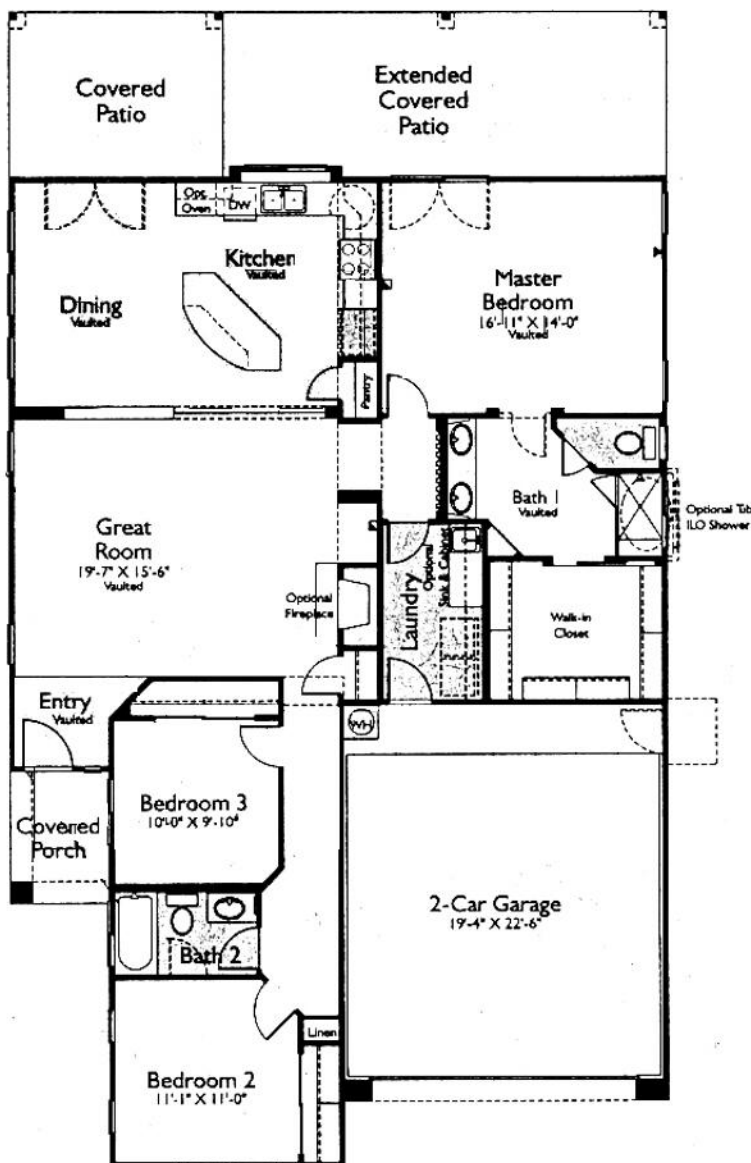 Covered
Patio
Extended
Covered
Patio
Ops
Oven
DW
Kitchen
Vaulted
Dining
Vaulted
Master
Bedroom
16'-11" X 14'-0"
Vaulted
Pantry
Bath 1
Vaulted
Optional Tub
ILO Shower
Great
Room
19'-7" X 15'-6"
Vaulted
Optional
Fireplace
Laundry
Optional
Sink & Cabinet
Walk-in
Closet
Entry
Vaulted
WH
Bedroom 3
10'-0" X 9'-10"
Covered
Porch
2-Car Garage
19'-4" X 22'-6"
Bath 2
Linen
Bedroom 2
11'-1" X 11'-0"